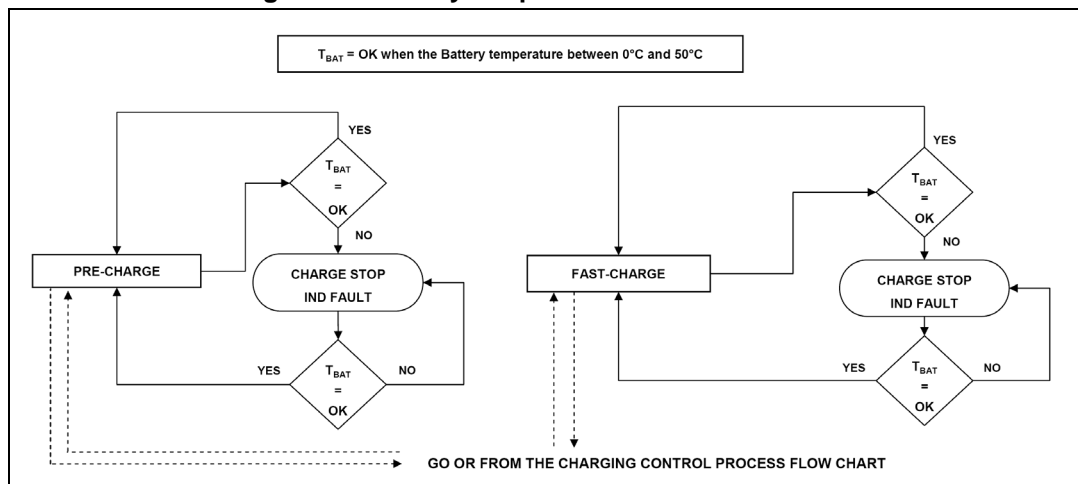 T_BAT = OK when the Battery temperature between 0°C and 50°C
YES
T_BAT
=
OK
NO
PRE-CHARGE
CHARGE STOP
IND FAULT
YES
T_BAT
=
OK
NO
YES
T_BAT
=
OK
NO
FAST-CHARGE
CHARGE STOP
IND FAULT
YES
T_BAT
=
OK
NO
GO OR FROM THE CHARGING CONTROL PROCESS FLOW CHART